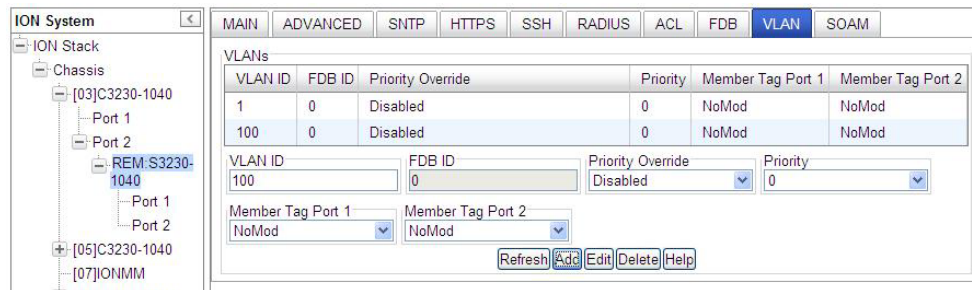 ION System
<
ION Stack
Chassis
[03]C3230-1040
Port 1
Port 2
REM:S3230-
1040
Port 1
Port 2
[05]C3230-1040
[07]IONMM
MAIN ADVANCED SNTP HTTPS SSH RADIUS ACL FDB VLAN SOAM
VLANs
VLAN ID FDB ID Priority Override Priority Member Tag Port 1 Member Tag Port 2
1 0 Disabled 0 NoMod NoMod
100 0 Disabled 0 NoMod NoMod
VLAN ID FDB ID Priority Override Priority
100 0 Disabled 0
Member Tag Port 1 Member Tag Port 2
NoMod NoMod
Refresh Add Edit Delete Help